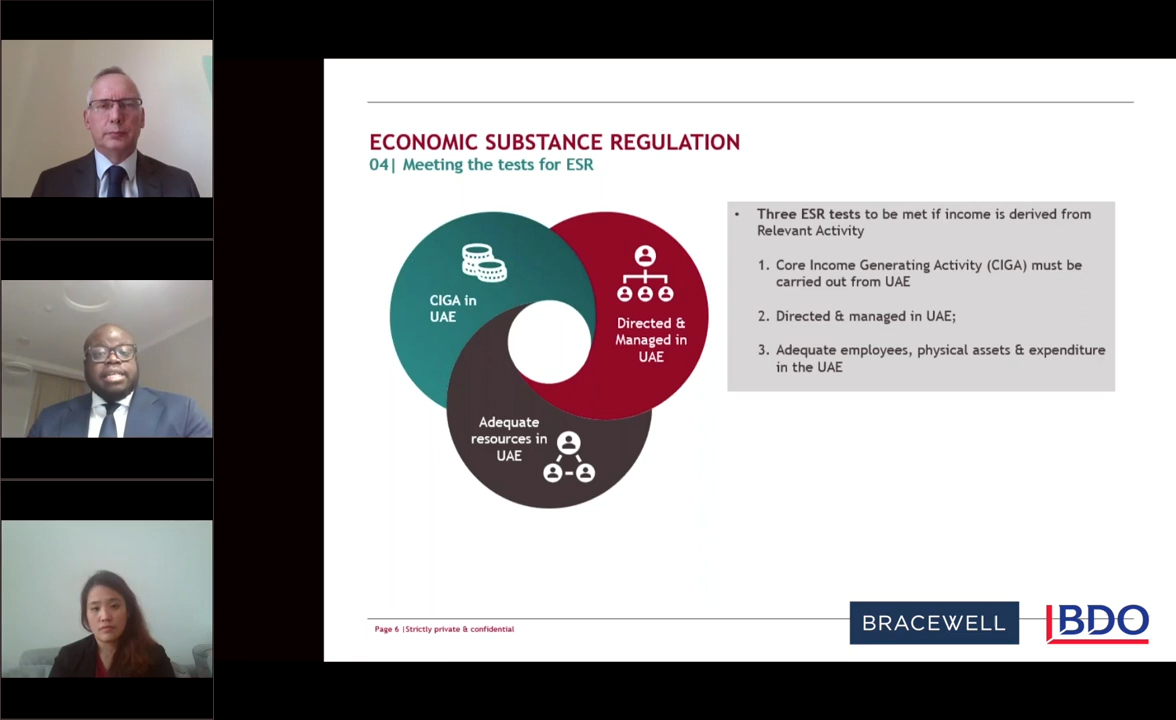 ECONOMIC SUBSTANCE REGULATION
04| Meeting the tests for ESR
CIGA in
UAE
Directed &
Managed in
UAE
Adequate
resources in
UAE
• Three ESR tests to be met if income is derived from
Relevant Activity
1. Core Income Generating Activity (CIGA) must be
carried out from UAE
2. Directed & managed in UAE;
3. Adequate employees, physical assets & expenditure
in the UAE
Page 6 |Strictly private & confidential
BRACEWELL
BDO